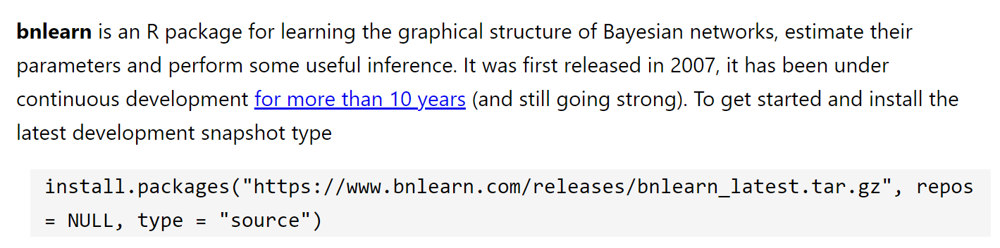 bnlearn is an R package for learning the graphical structure of Bayesian networks, estimate their
parameters and perform some useful inference. It was first released in 2007, it has been under
continuous development for more than 10 years (and still going strong). To get started and install the
latest development snapshot type
install.packages("https://www.bnlearn.com/releases/bnlearn_latest.tar.gz", repos
= NULL, type = "source")